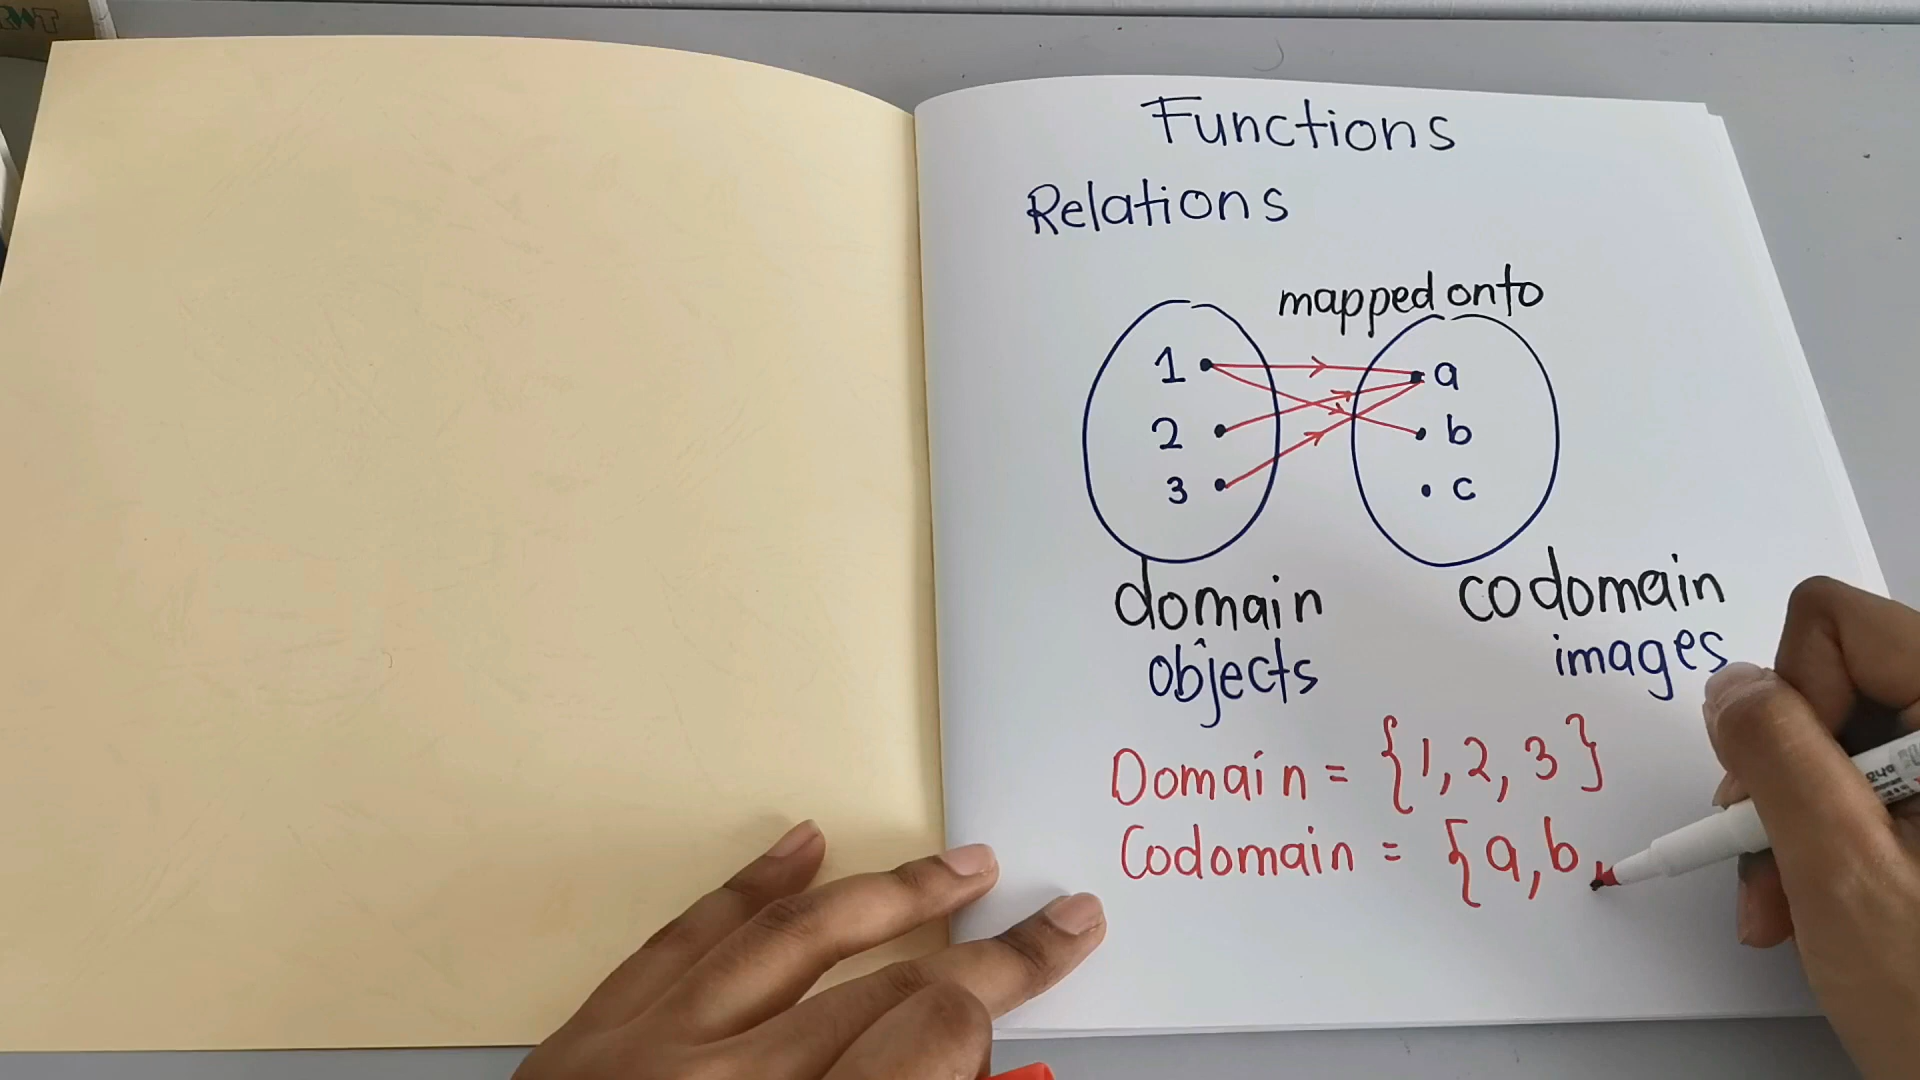 Functions
Relations
mapped onto
1 a
2 b
3 c
domain codomain
objects images
Domain = {1, 2, 3}
Codomain = {a, b,